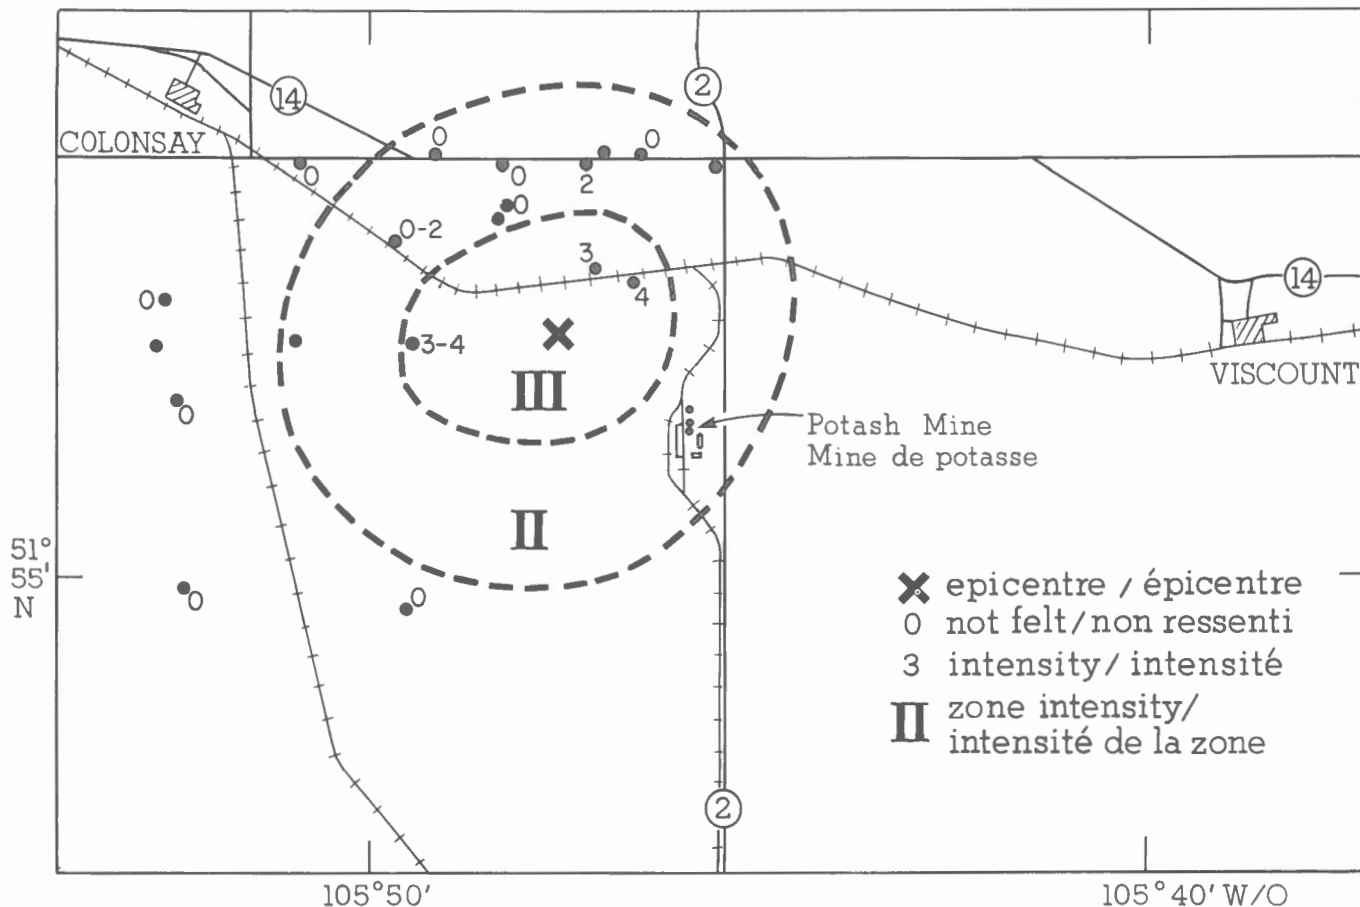 2
14
COLONSAY
0
0
0
0
2
0
0-2
3
4
0
3-4
14
VISCOUNT
III
0
Potash Mine
Mine de potasse
II
51°
55'
N
0
0
epicentre / épicentre
0 not felt/non ressenti
3 intensity/ intensité
II zone intensity/
intensité de la zone
2
105°50'
105°40' W/O